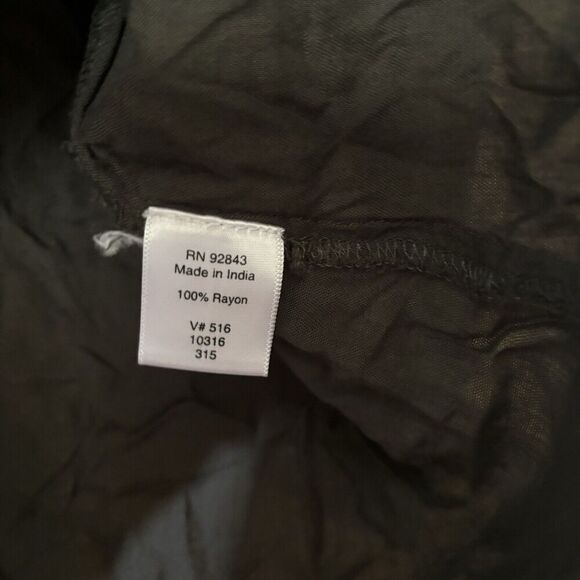 RN 92843
Made in India
100% Rayon
V# 516
10316
315